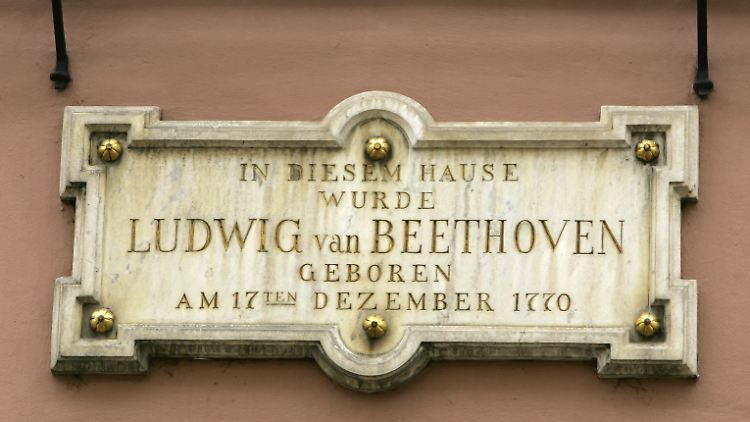 IN DIESEM HAUSE
WURDE
LUDWIG van BEETHOVEN
GEBOREN
AM 17TEN DEZEMBER 1770